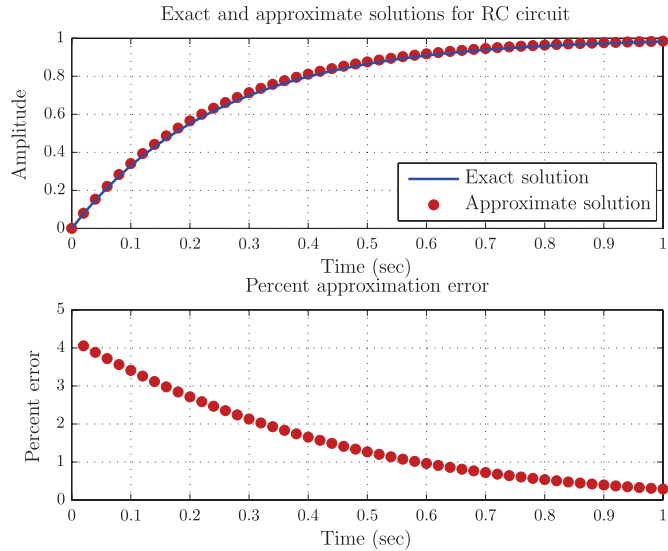 Exact and approximate solutions for RC circuit
1
0.8
0.6
0.4
0.2
0
Amplitude
Exact solution
Approximate solution
0 0.1 0.2 0.3 0.4 0.5 0.6 0.7 0.8 0.9 1
Time (sec)
Percent approximation error
5
4
3
2
1
0
Percent error
0 0.1 0.2 0.3 0.4 0.5 0.6 0.7 0.8 0.9 1
Time (sec)